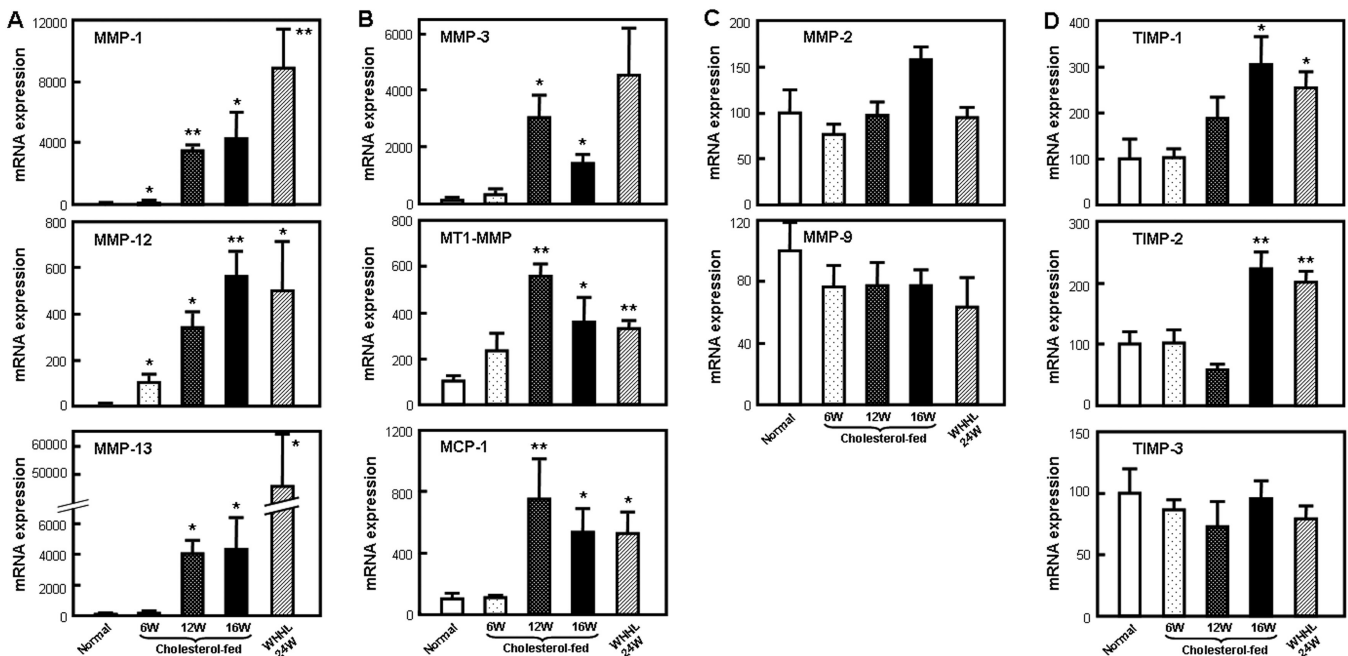 A
mRNA expression
12000
8000
4000
0
MMP-1
*
**
*
**
mRNA expression
800
600
400
200
0
MMP-12
*
*
**
*
mRNA expression
60000
50000
6000
4000
2000
0
MMP-13
*
*
*
Normal
6W
12W
16W
Cholesterol-fed
WHHL
24W
B
mRNA expression
6000
4000
2000
0
MMP-3
*
*
mRNA expression
800
600
400
200
0
MT1-MMP
**
*
**
mRNA expression
1200
800
400
0
MCP-1
**
*
*
Normal
6W
12W
16W
Cholesterol-fed
WHHL
24W
C
mRNA expression
200
150
100
50
0
MMP-2
mRNA expression
120
80
40
0
MMP-9
Normal
6W
12W
16W
Cholesterol-fed
WHHL
24W
D
mRNA expression
400
300
200
100
0
TIMP-1
*
*
mRNA expression
300
200
100
0
TIMP-2
**
**
mRNA expression
150
100
50
0
TIMP-3
Normal
6W
12W
16W
Cholesterol-fed
WHHL
24W